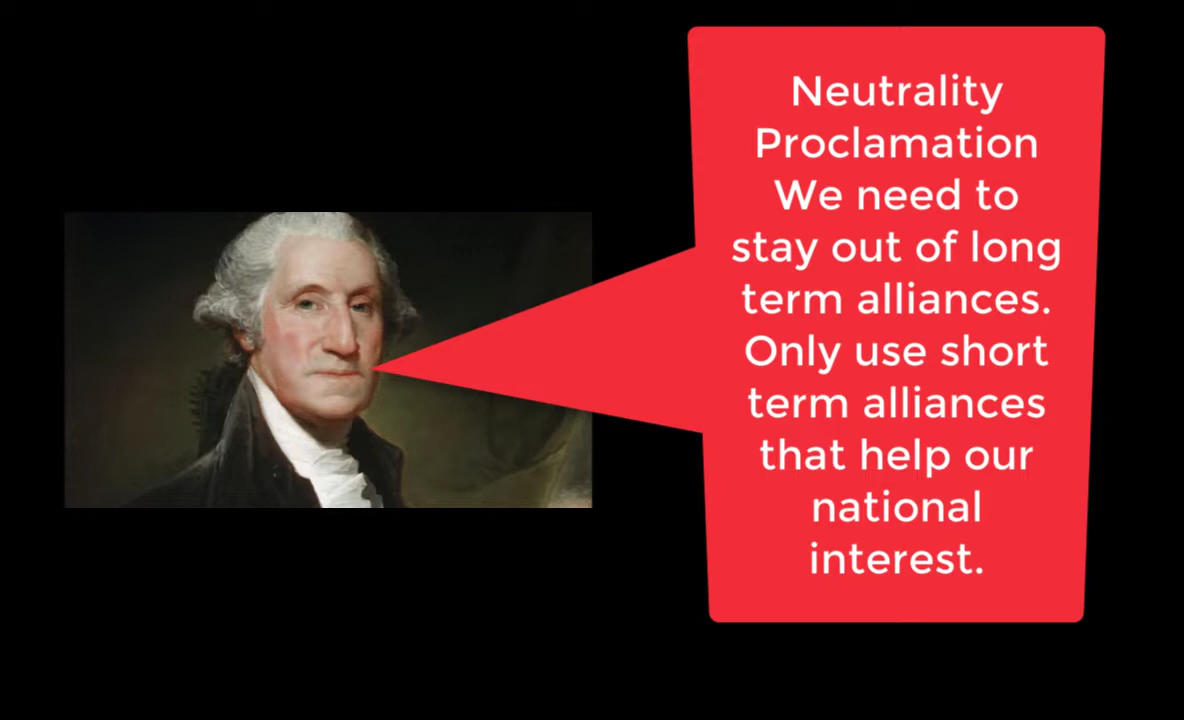 Neutrality
Proclamation
We need to
stay out of long
term alliances.
Only use short
term alliances
that help our
national
interest.